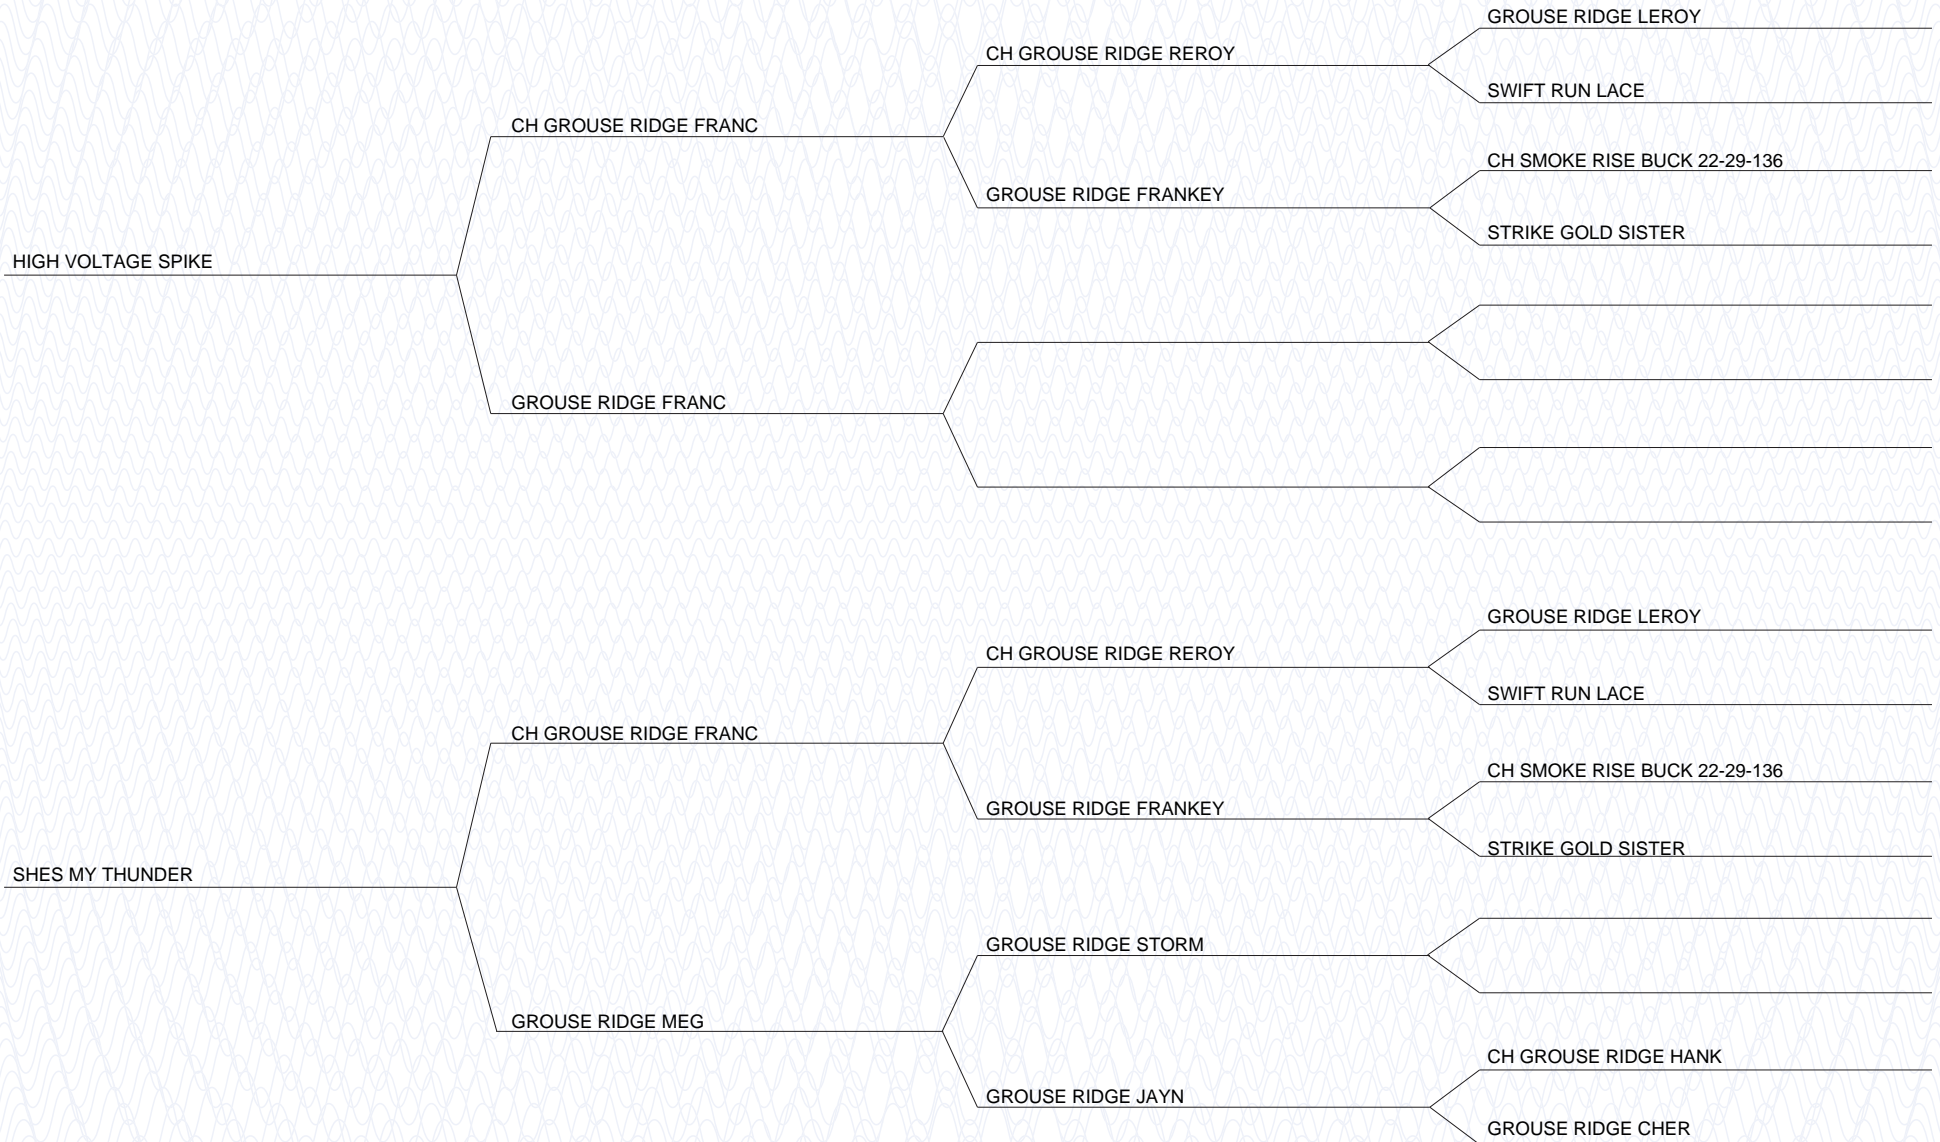 GROUSE RIDGE LEROY
CH GROUSE RIDGE REROY
SWIFT RUN LACE
CH GROUSE RIDGE FRANC
CH SMOKE RISE BUCK 22-29-136
GROUSE RIDGE FRANKEY
STRIKE GOLD SISTER
HIGH VOLTAGE SPIKE
GROUSE RIDGE FRANC
GROUSE RIDGE LEROY
CH GROUSE RIDGE REROY
SWIFT RUN LACE
CH GROUSE RIDGE FRANC
CH SMOKE RISE BUCK 22-29-136
GROUSE RIDGE FRANKEY
STRIKE GOLD SISTER
SHES MY THUNDER
GROUSE RIDGE STORM
GROUSE RIDGE MEG
CH GROUSE RIDGE HANK
GROUSE RIDGE JAYN
GROUSE RIDGE CHER